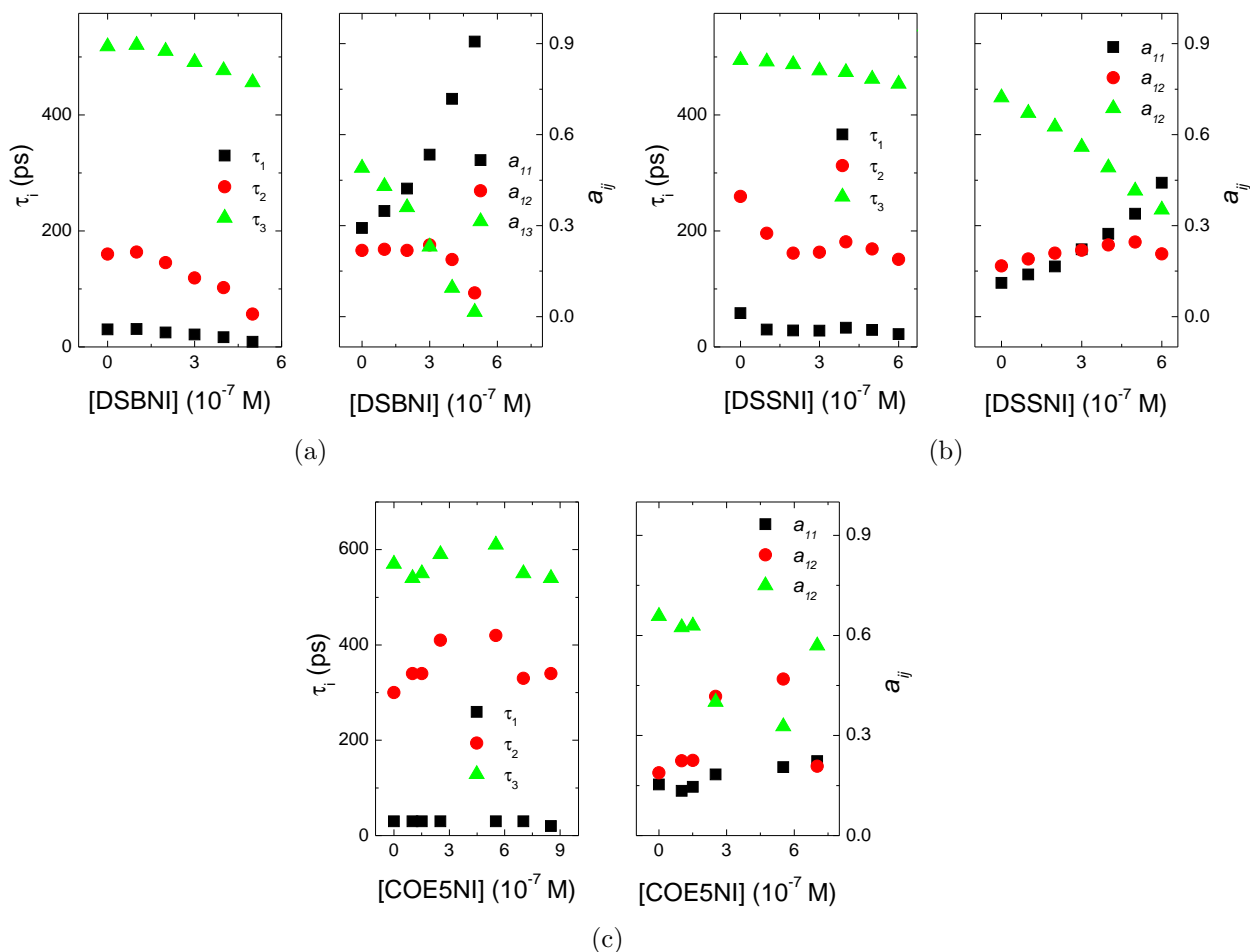 τi (ps)
400
200
0
τ1
τ2
τ3
0 3 6
[DSBNI] (10-7 M)
a11
a12
a13
0.9
0.6
0.3
0.0
aij
0 3 6
[DSBNI] (10-7 M)
(a)
τi (ps)
400
200
0
τ1
τ2
τ3
0 3 6
[DSSNI] (10-7 M)
a11
a12
a12
0.9
0.6
0.3
0.0
aij
0 3 6
[DSSNI] (10-7 M)
(b)
τi (ps)
600
400
200
0
τ1
τ2
τ3
0 3 6 9
[COE5NI] (10-7 M)
a11
a12
a12
0.9
0.6
0.3
0.0
aij
0 3 6
[COE5NI] (10-7 M)
(c)